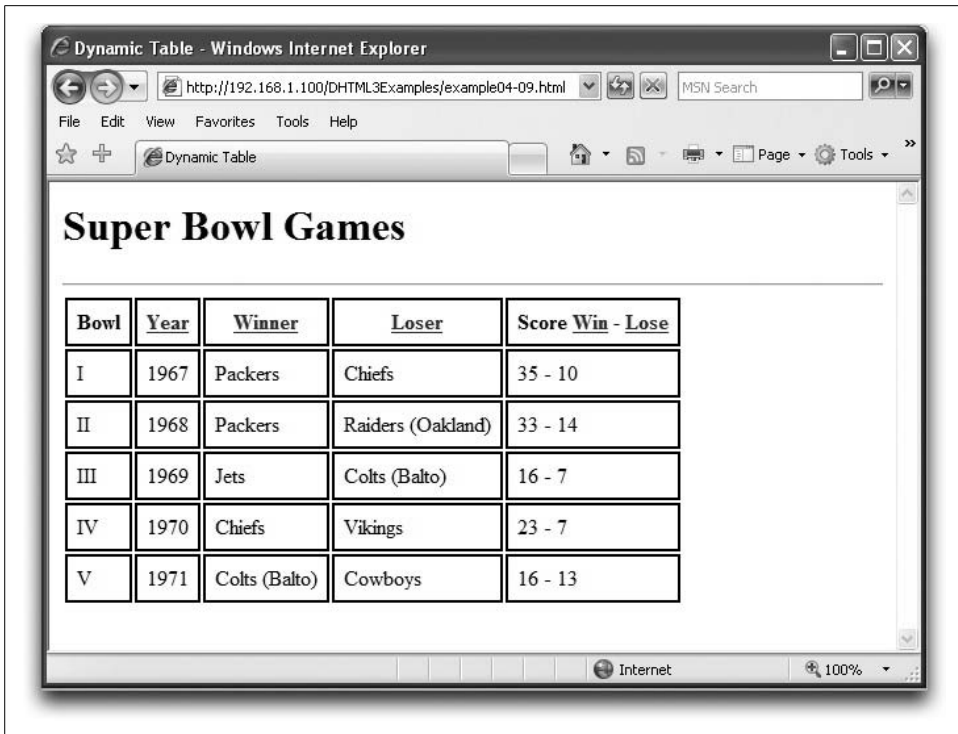 Dynamic Table - Windows Internet Explorer
http://192.168.1.100/DHTML3Examples/example04-09.html
MSN Search
File Edit View Favorites Tools Help
Dynamic Table
Page
Tools
»
Super Bowl Games
Bowl Year Winner Loser Score Win - Lose
I 1967 Packers Chiefs 35 - 10
II 1968 Packers Raiders (Oakland) 33 - 14
III 1969 Jets Colts (Balto) 16 - 7
IV 1970 Chiefs Vikings 23 - 7
V 1971 Colts (Balto) Cowboys 16 - 13
Internet
100%